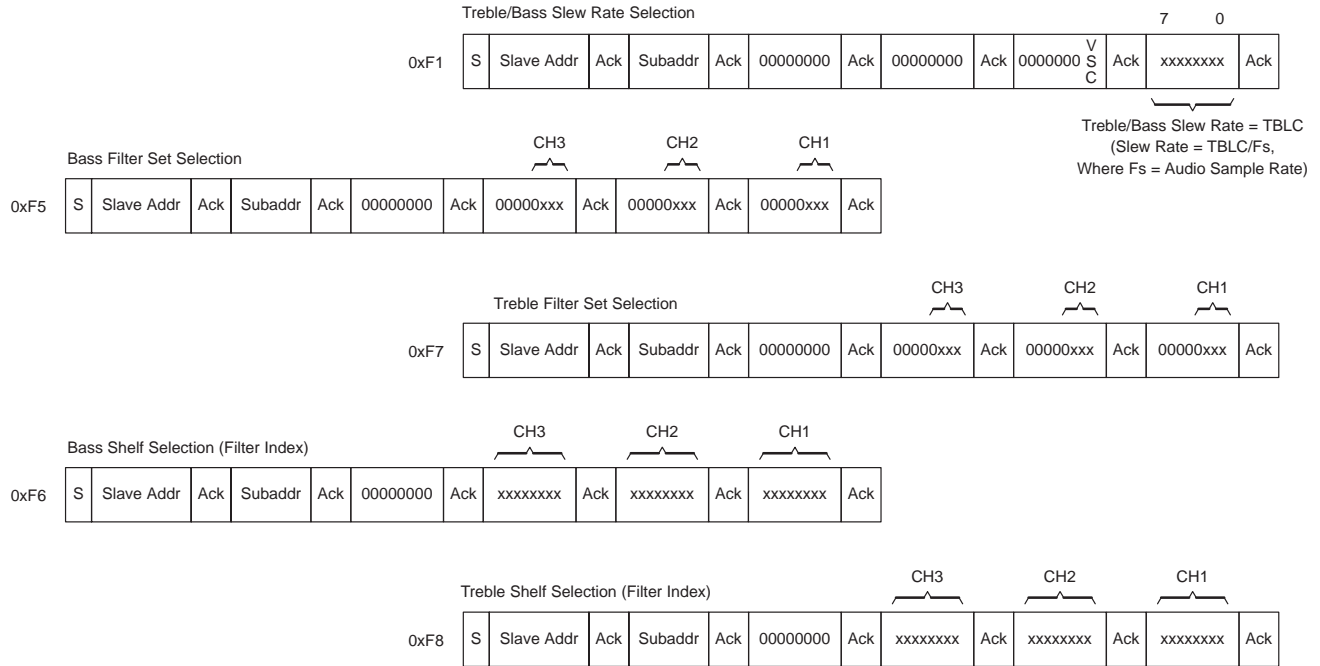 Treble/Bass Slew Rate Selection
7 0
0xF1 S Slave Addr Ack Subaddr Ack 00000000 Ack 00000000 Ack 0000000 VSC Ack xxxxxxxx Ack
Treble/Bass Slew Rate = TBLC
(Slew Rate = TBLC/Fs,
Where Fs = Audio Sample Rate)
Bass Filter Set Selection
CH3 CH2 CH1
0xF5 S Slave Addr Ack Subaddr Ack 00000000 Ack 00000xxx Ack 00000xxx Ack 00000xxx Ack
Treble Filter Set Selection
CH3 CH2 CH1
0xF7 S Slave Addr Ack Subaddr Ack 00000000 Ack 00000xxx Ack 00000xxx Ack 00000xxx Ack
Bass Shelf Selection (Filter Index)
CH3 CH2 CH1
0xF6 S Slave Addr Ack Subaddr Ack 00000000 Ack xxxxxxxx Ack xxxxxxxx Ack xxxxxxxx Ack
Treble Shelf Selection (Filter Index)
CH3 CH2 CH1
0xF8 S Slave Addr Ack Subaddr Ack 00000000 Ack xxxxxxxx Ack xxxxxxxx Ack xxxxxxxx Ack